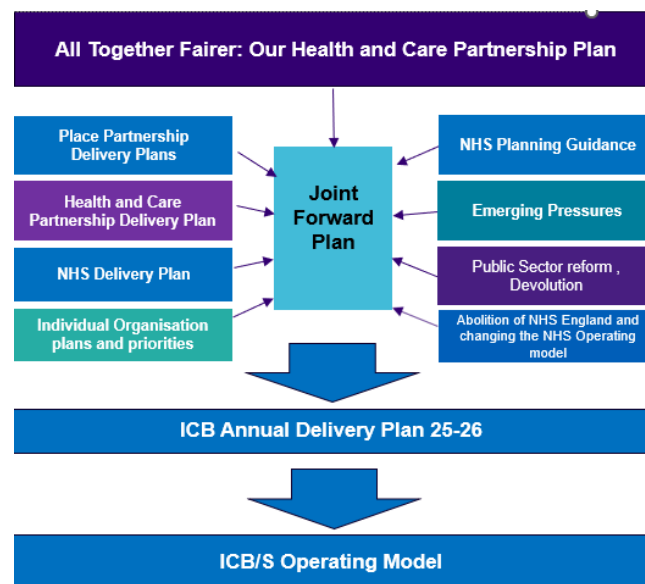 All Together Fairer: Our Health and Care Partnership Plan
Place Partnership
Delivery Plans
Health and Care
Partnership Delivery Plan
NHS Delivery Plan
Individual Organisation
plans and priorities
Joint
Forward
Plan
NHS Planning Guidance
Emerging Pressures
Public Sector reform ,
Devolution
Abolition of NHS England and
changing the NHS Operating
model
ICB Annual Delivery Plan 25-26
ICB/S Operating Model